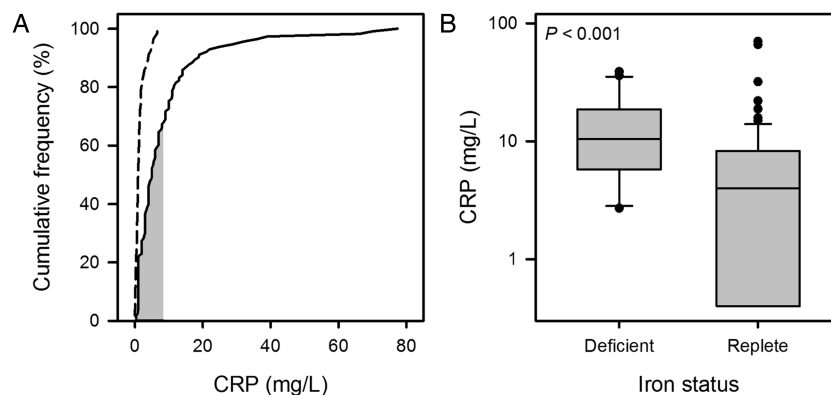 A
Cumulative frequency (%)
100
80
60
40
20
0
0 20 40 60 80
CRP (mg/L)
B
P < 0.001
CRP (mg/L)
100
10
1
Deficient Replete
Iron status